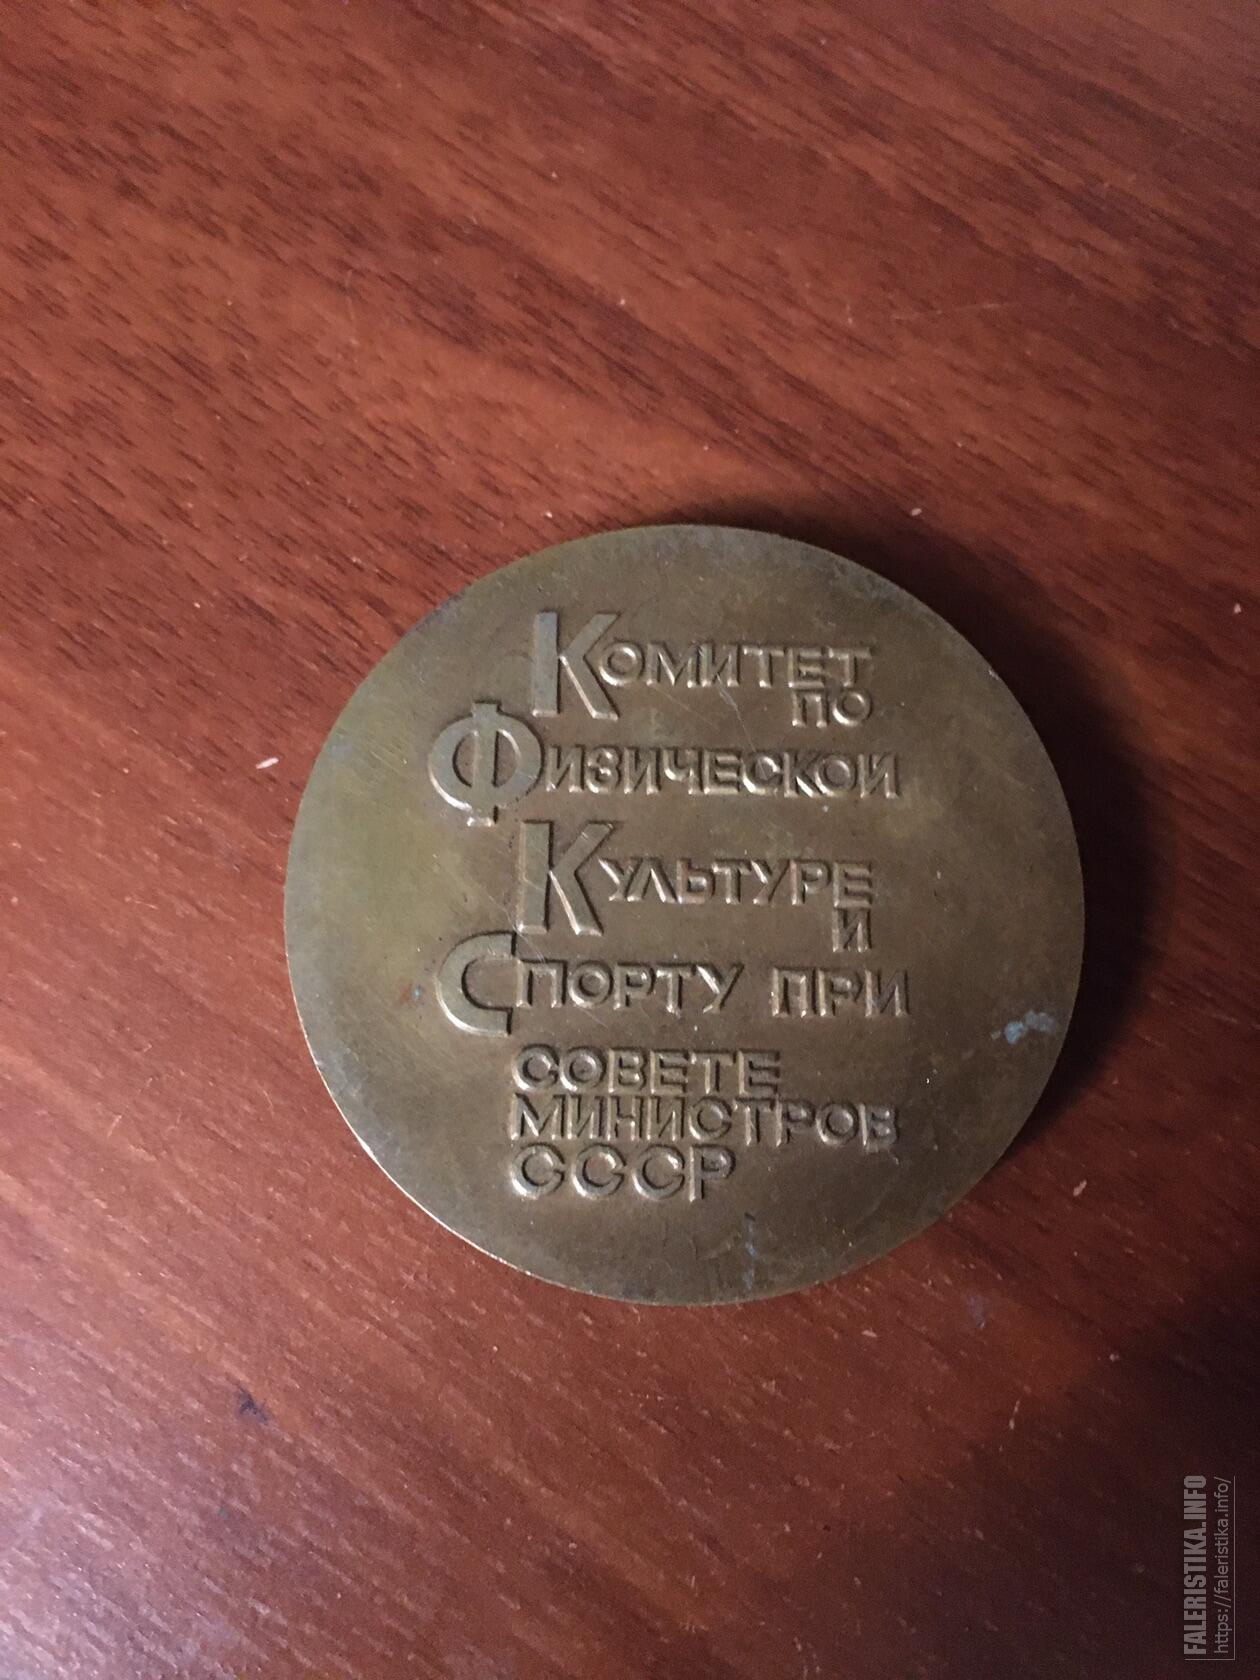 Комитет
по
Физической
Культуре
и
Спорту при
совете
министров
СССР
FALERISTIKA.INFO
https://faleristika.info/